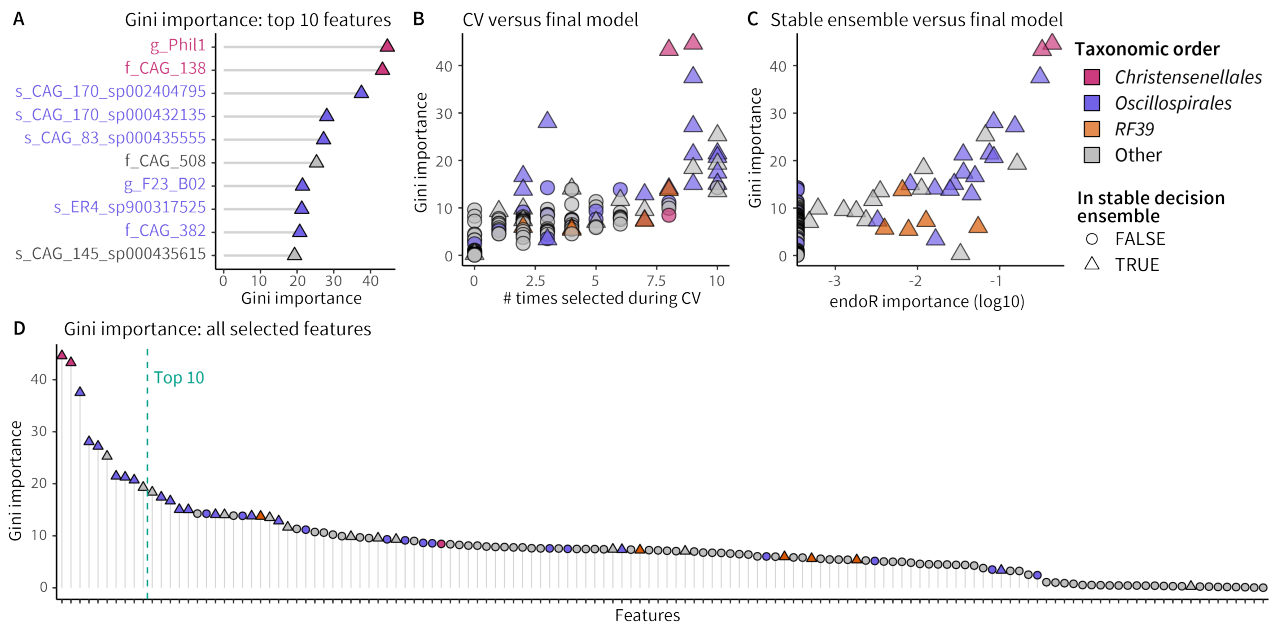 A
Gini importance: top 10 features
g_Phil1
f_CAG_138
s_CAG_170_sp002404795
s_CAG_170_sp000432135
s_CAG_83_sp000435555
f_CAG_508
g_F23_B02
s_ER4_sp900317525
f_CAG_382
s_CAG_145_sp000435615
0 10 20 30 40
Gini importance
B
CV versus final model
Gini importance
40
30
20
10
0
0 2.5 5 7.5 10
# times selected during CV
C
Stable ensemble versus final model
Gini importance
40
30
20
10
0
-3 -2 -1 0
endoR importance (log10)
Taxonomic order
Christensenellales
Oscillospirales
RF39
Other
In stable decision
ensemble
FALSE
TRUE
D
Gini importance: all selected features
Top 10
Gini importance
40
30
20
10
0
Features